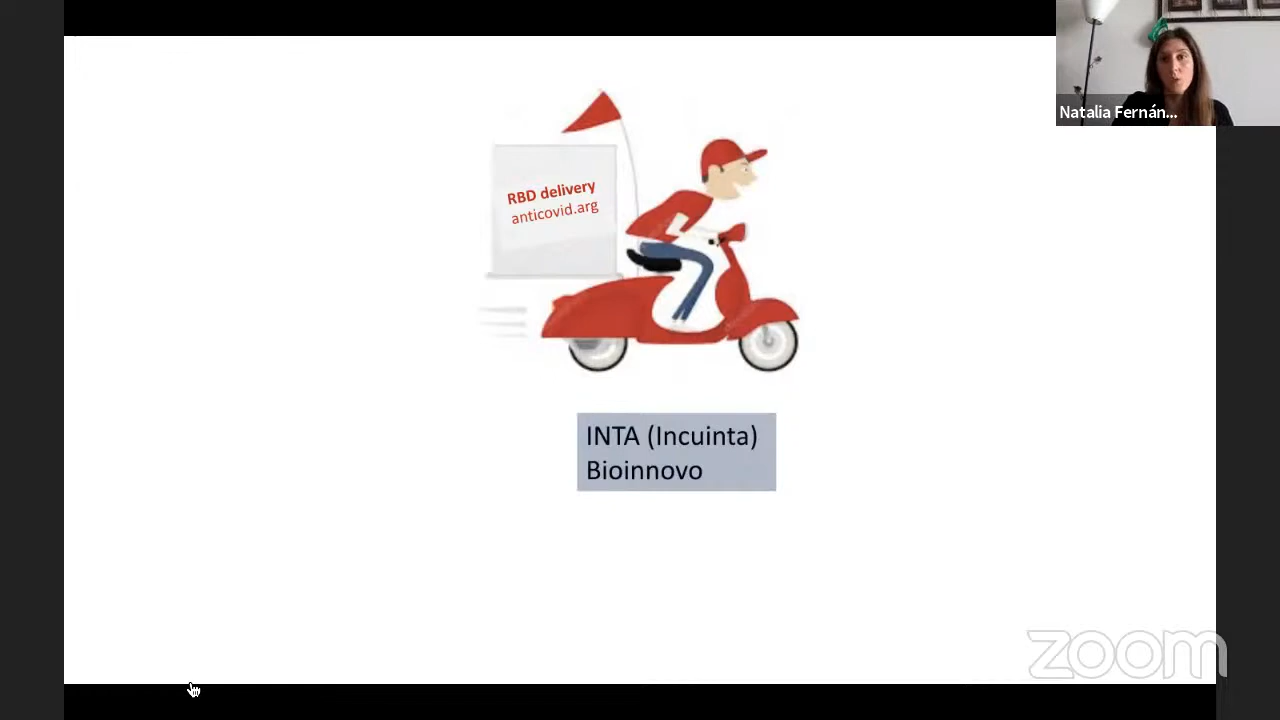 Natalia Fernán...
RBD delivery
anticovid.arg
INTA (Incuinta)
Bioinnovo
zoom